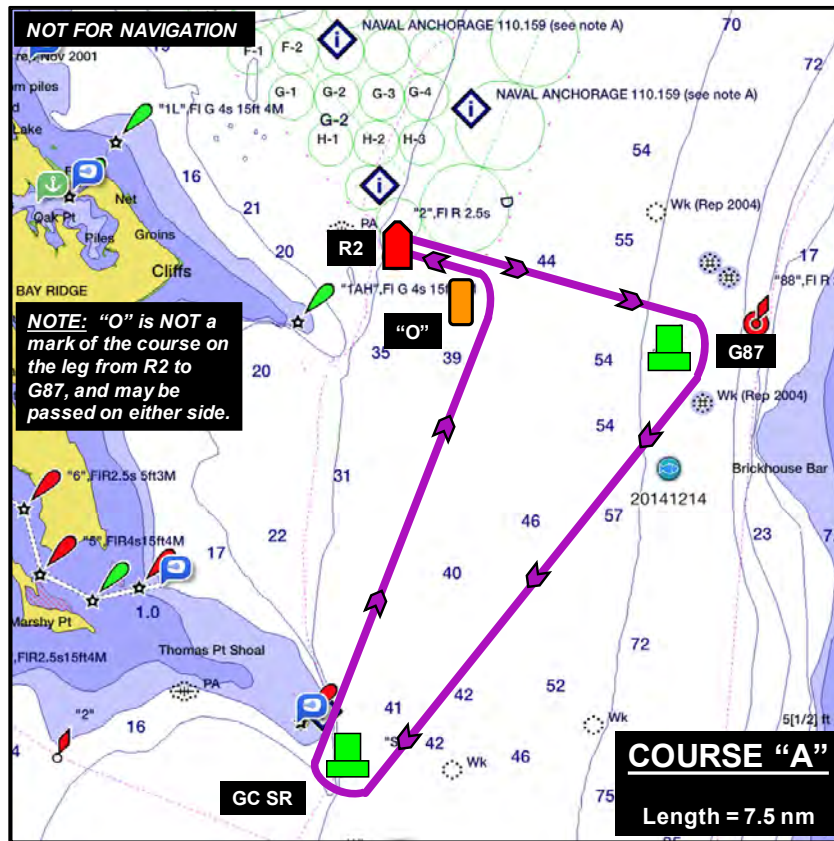 NOT FOR NAVIGATION
70
NAVAL ANCHORAGE 110.159 (see note A)
Nov 2001
F-1
F-2
72
m piles
Lake
G-1
G-2
G-3
G-4
NAVAL ANCHORAGE 110.159 (see note A)
"1L",Fl G 4s 15ft 4M
G-2
H-1
H-2
H-3
54
16
Net
Oak Pt
Piles
Groins
21
D
Wk (Rep 2004)
"2",Fl R 2.5s
PA
55
R2
20
44
17
Cliffs
"88",Fl R
BAY RIDGE
"1AH",Fl G 4s 15f
NOTE: "O" is NOT a
mark of the course on
the leg from R2 to
G87, and may be
passed on either side.
"O"
35
39
54
G87
20
Wk (Rep 2004)
54
Brickhouse Bar
20141214
31
"6",FlR2.5s 5ft3M
57
46
23
22
"5",FlR4s15ft4M
17
40
1.0
Marshy Pt
Thomas Pt Shoal
72
,FlR2.5s15ft4M
PA
52
42
41
"2"
16
"S
42
Wk
5[1/2] ft
4
46
Wk
COURSE "A"
GC SR
75
Length = 7.5 nm